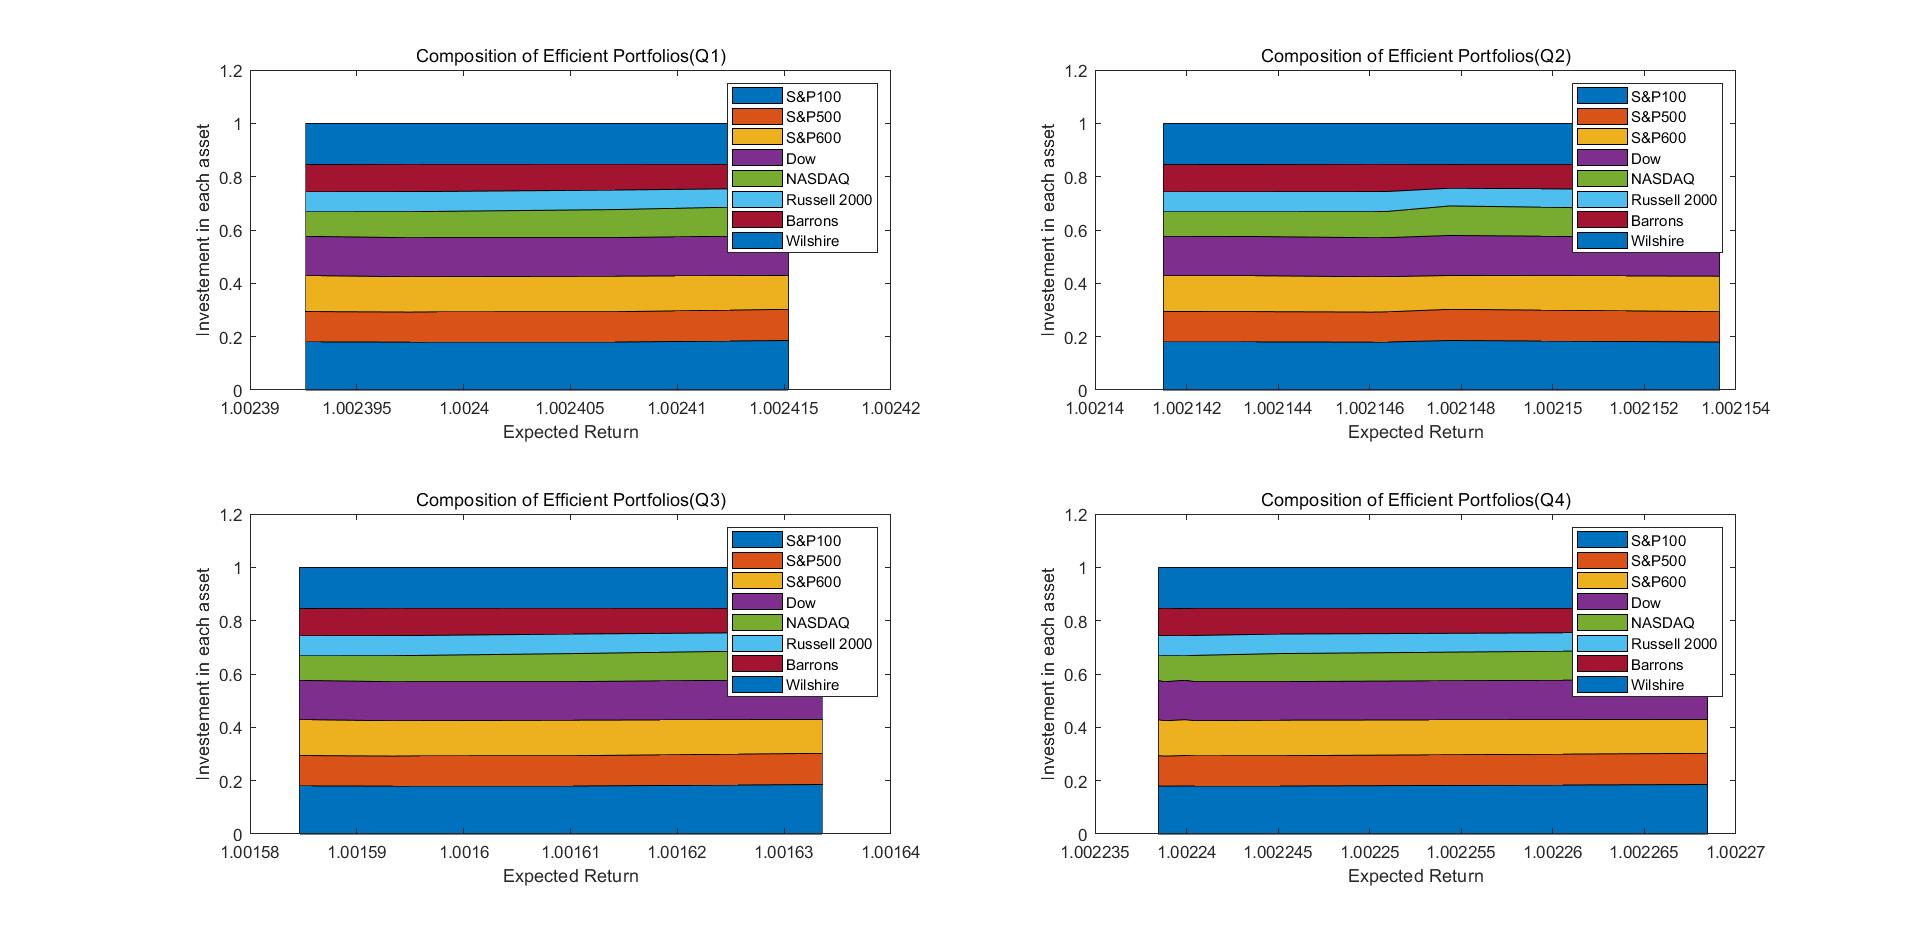 Composition of Efficient Portfolios(Q1)
Investement in each asset
1.2
1
0.8
0.6
0.4
0.2
0
S&P100
S&P500
S&P600
Dow
NASDAQ
Russell 2000
Barrons
Wilshire
1.00239 1.002395 1.0024 1.002405 1.00241 1.002415 1.00242
Expected Return
Composition of Efficient Portfolios(Q2)
Investement in each asset
1.2
1
0.8
0.6
0.4
0.2
0
S&P100
S&P500
S&P600
Dow
NASDAQ
Russell 2000
Barrons
Wilshire
1.00214 1.002142 1.002144 1.002146 1.002148 1.00215 1.002152 1.002154
Expected Return
Composition of Efficient Portfolios(Q3)
Investement in each asset
1.2
1
0.8
0.6
0.4
0.2
0
S&P100
S&P500
S&P600
Dow
NASDAQ
Russell 2000
Barrons
Wilshire
1.00158 1.00159 1.0016 1.00161 1.00162 1.00163 1.00164
Expected Return
Composition of Efficient Portfolios(Q4)
Investement in each asset
1.2
1
0.8
0.6
0.4
0.2
0
S&P100
S&P500
S&P600
Dow
NASDAQ
Russell 2000
Barrons
Wilshire
1.002235 1.00224 1.002245 1.00225 1.002255 1.00226 1.002265 1.00227
Expected Return